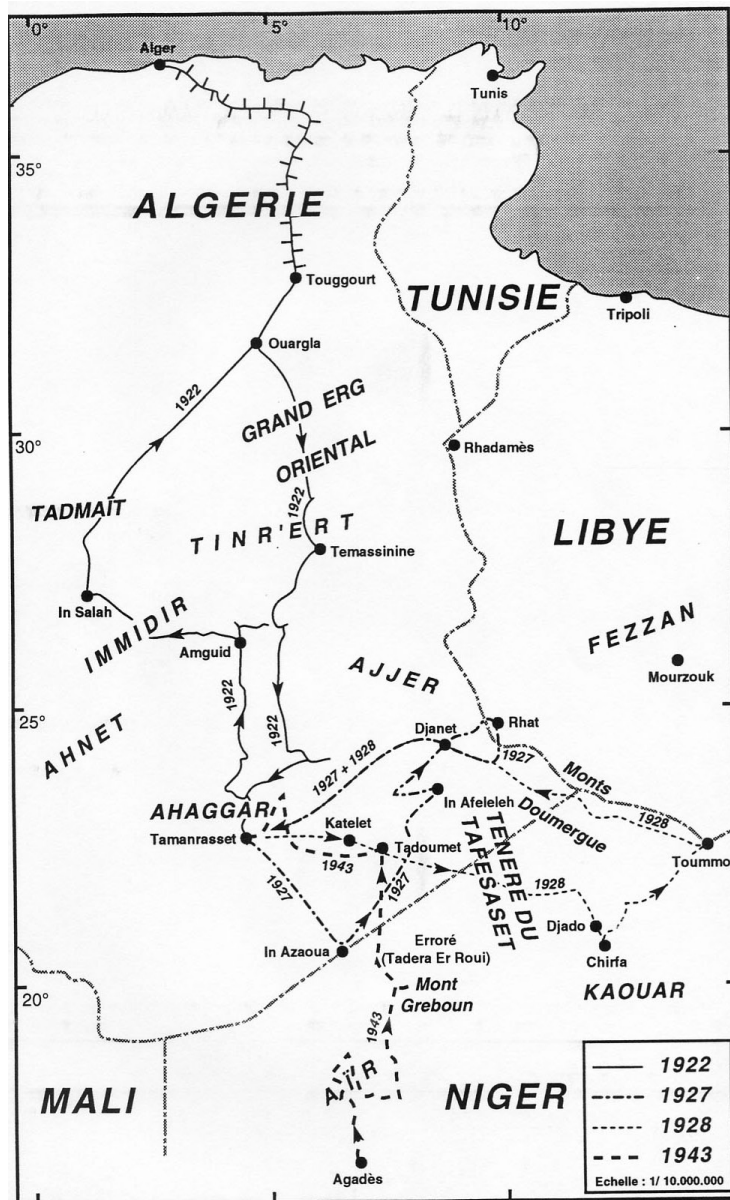 0°
5°
10°
Alger
Tunis
35°
ALGERIE
Touggourt
TUNISIE
Tripoli
Ouargla
1922
GRAND ERG
ORIENTAL
30°
Rhadamès
1922
TADMAÏT
TINR'ERT
LIBYE
Temassinine
In Salah
IMMIDIR
FEZZAN
Amguid
Mourzouk
AJJER
1922
25°
AHNET
1922
Djanet
Rhat
1927
1927 + 1928
Monts
Doumergue
In Afeleleh
AHAGGAR
Katelet
1928
Tamanrasset
Tadoumet
Toummo
1943
TENERE DU
TAFESASET
1927
1928
1927
Djado
Erroré
(Tadera Er Roui)
In Azaoua
Chirfa
Mont
Greboun
KAOUAR
20°
1943
AÏR
MALI
NIGER
Agadès
1922
1927
1928
1943
Echelle : 1/ 10.000.000